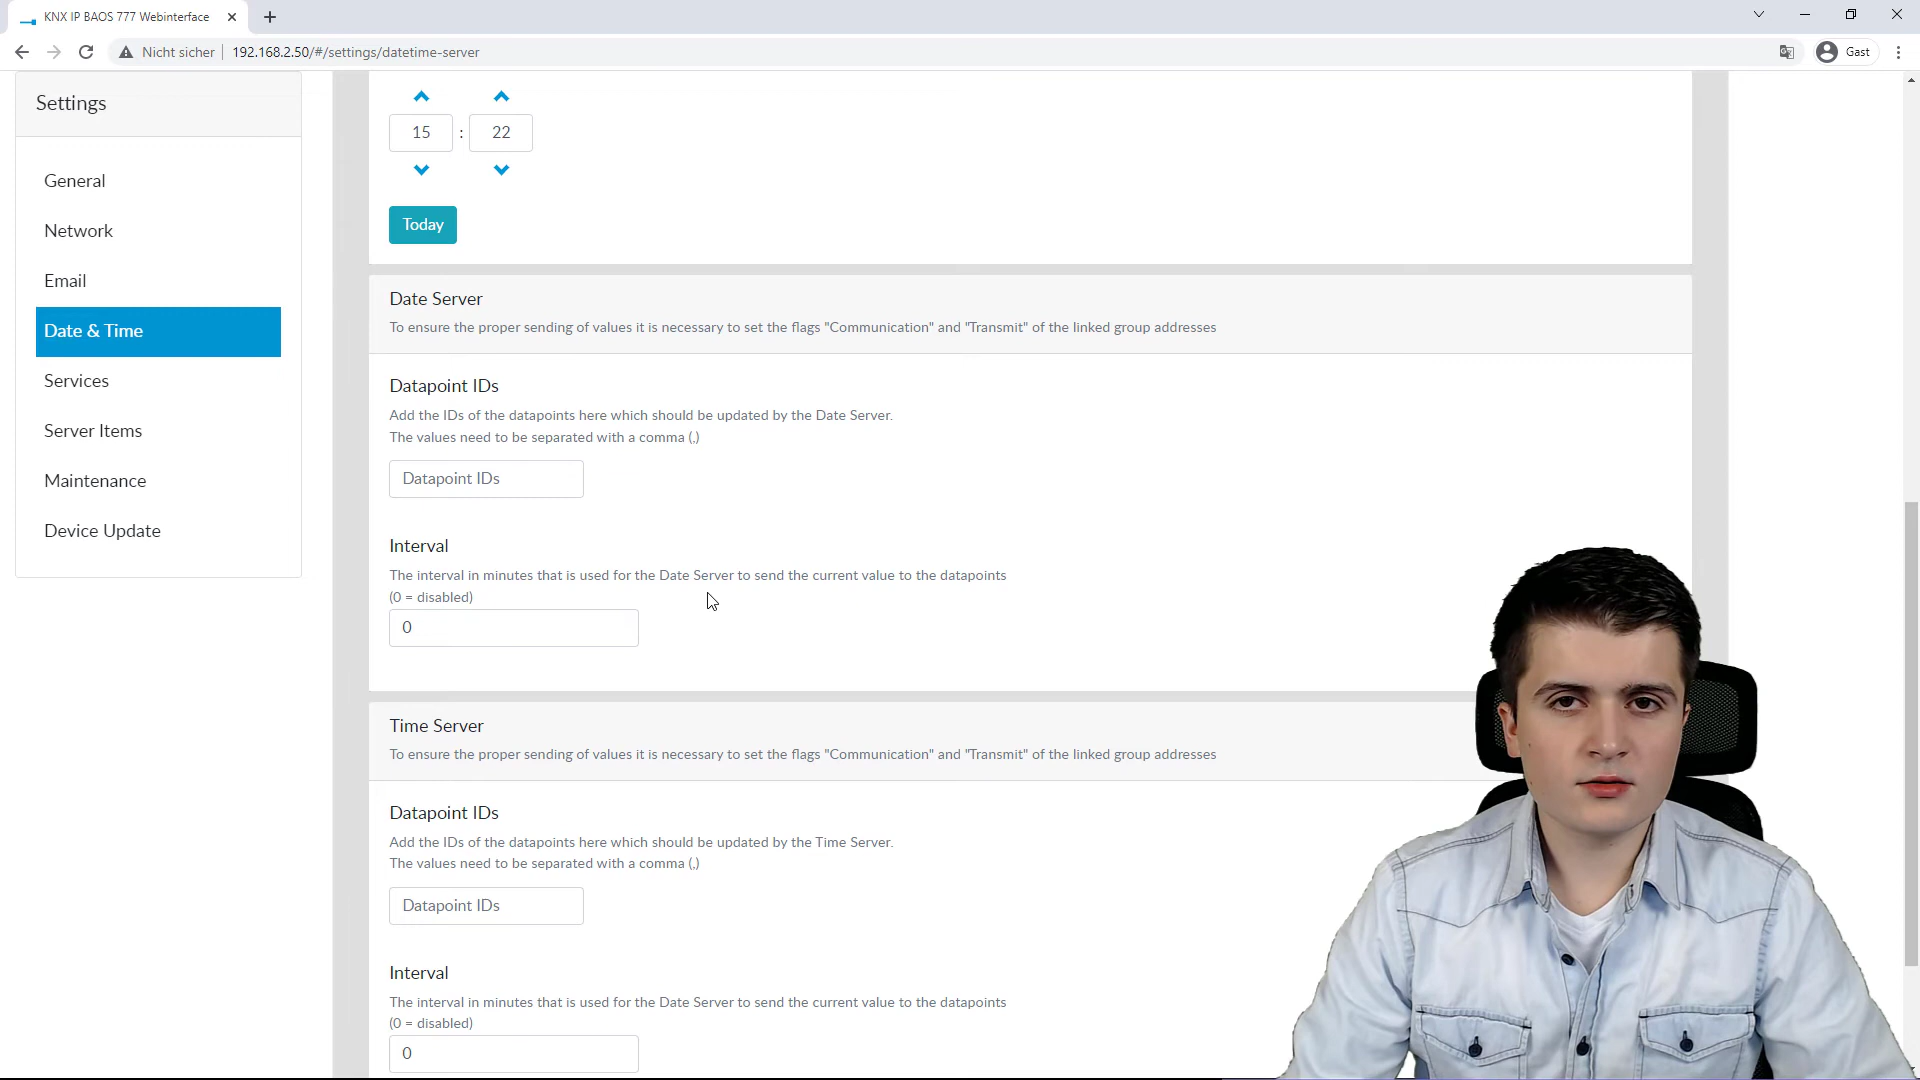 KNX IP BAOS 777 Webinterface
Nicht sicher 192.168.2.50/#/settings/datetime-server Gast
Settings
General
Network
Email
Date & Time
Services
Server Items
Maintenance
Device Update
15 : 22
Today
Date Server
To ensure the proper sending of values it is necessary to set the flags "Communication" and "Transmit" of the linked group addresses
Datapoint IDs
Add the IDs of the datapoints here which should be updated by the Date Server.
The values need to be separated with a comma (,)
Datapoint IDs
Interval
The interval in minutes that is used for the Date Server to send the current value to the datapoints
(0 = disabled)
0
Time Server
To ensure the proper sending of values it is necessary to set the flags "Communication" and "Transmit" of the linked group addresses
Datapoint IDs
Add the IDs of the datapoints here which should be updated by the Time Server.
The values need to be separated with a comma (,)
Datapoint IDs
Interval
The interval in minutes that is used for the Date Server to send the current value to the datapoints
(0 = disabled)
0